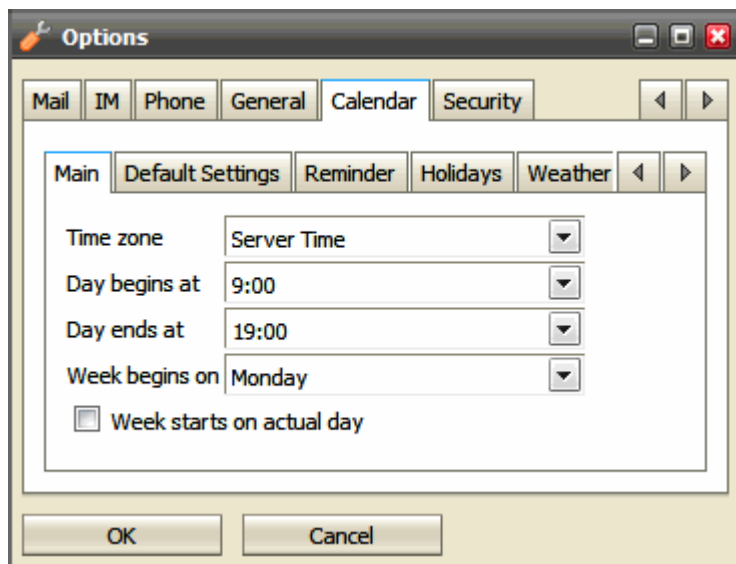 Options
Mail IM Phone General Calendar Security
Main Default Settings Reminder Holidays Weather
Time zone Server Time
Day begins at 9:00
Day ends at 19:00
Week begins on Monday
Week starts on actual day
OK Cancel